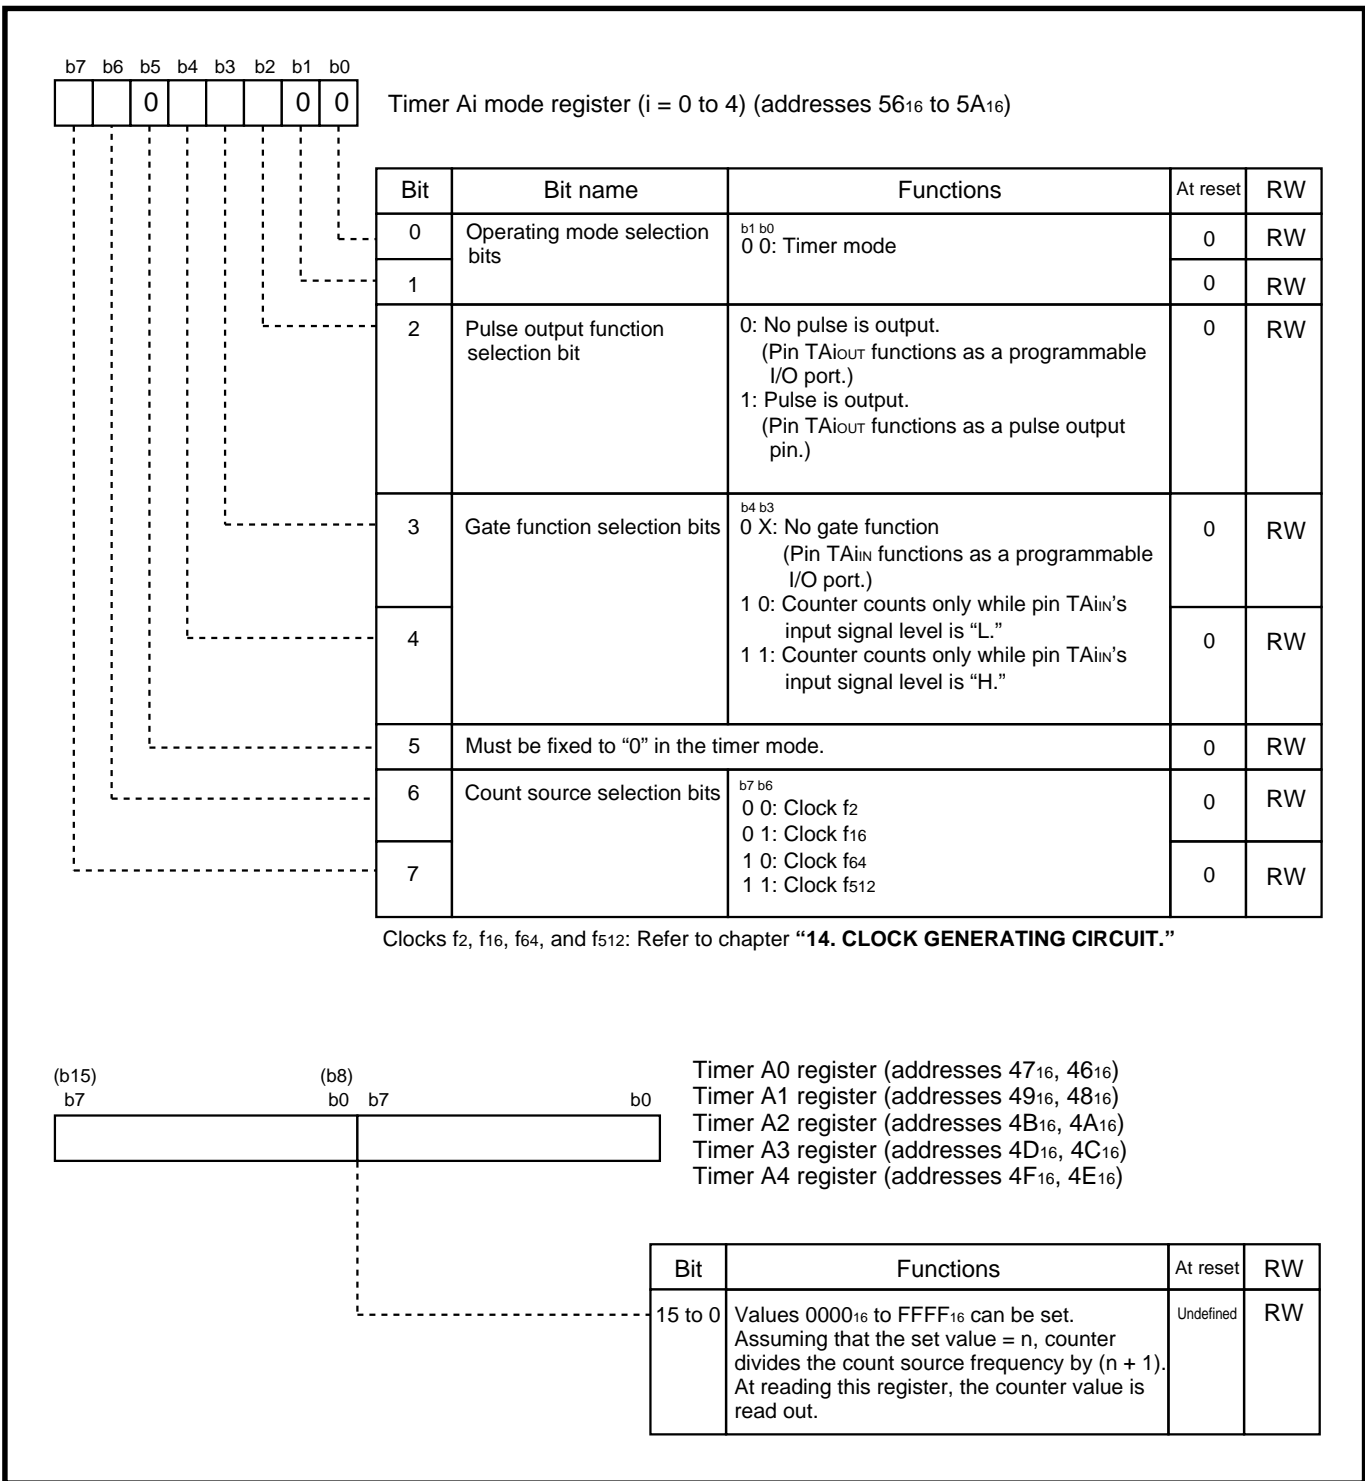 b7 b6 b5 b4 b3 b2 b1 b0
0 0 0
Timer Ai mode register (i = 0 to 4) (addresses 5616 to 5A16)
Bit Bit name Functions At reset RW
0 Operating mode selection bits
b1 b0
0 0: Timer mode
0 RW
1 0 RW
2 Pulse output function
selection bit
0: No pulse is output.
(Pin TAiOUT functions as a programmable
I/O port.)
1: Pulse is output.
(Pin TAiOUT functions as a pulse output
pin.)
0 RW
3 Gate function selection bits
b4 b3
0 X: No gate function
(Pin TAiIN functions as a programmable
I/O port.)
1 0: Counter counts only while pin TAiIN's
input signal level is “L.”
1 1: Counter counts only while pin TAiIN's
input signal level is “H.”
0 RW
4 0 RW
5 Must be fixed to “0” in the timer mode. 0 RW
6 Count source selection bits
b7 b6
0 0: Clock f2
0 1: Clock f16
1 0: Clock f64
1 1: Clock f512
0 RW
7 0 RW
Clocks f2, f16, f64, and f512: Refer to chapter “14. CLOCK GENERATING CIRCUIT.”
(b15) (b8)
b7 b0 b7 b0
Timer A0 register (addresses 4716, 4616)
Timer A1 register (addresses 4916, 4816)
Timer A2 register (addresses 4B16, 4A16)
Timer A3 register (addresses 4D16, 4C16)
Timer A4 register (addresses 4F16, 4E16)
Bit Functions At reset RW
15 to 0 Values 000016 to FFFF16 can be set. Undefined RW
Assuming that the set value = n, counter
divides the count source frequency by (n + 1).
At reading this register, the counter value is
read out.